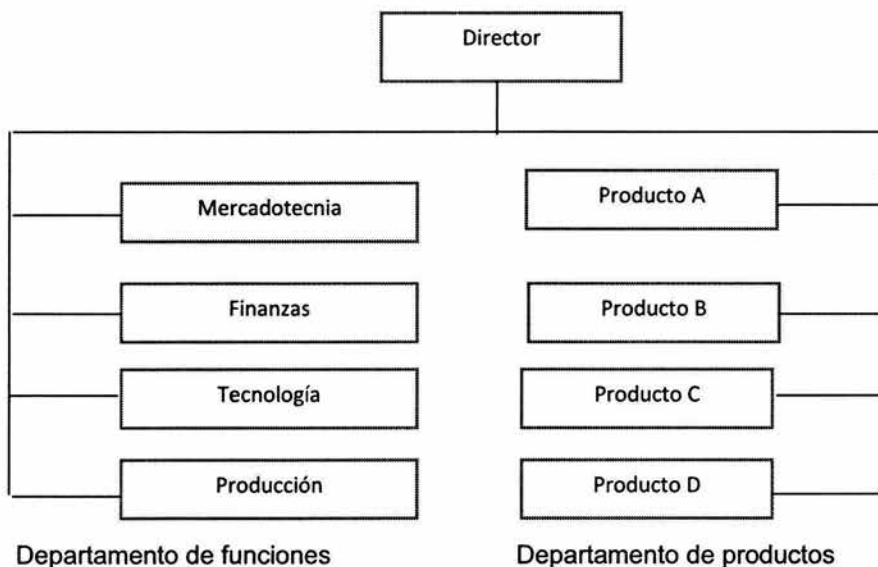 Director
Mercadotecnia
Producto A
Finanzas
Producto B
Tecnología
Producto C
Producción
Producto D
Departamento de funciones
Departamento de productos